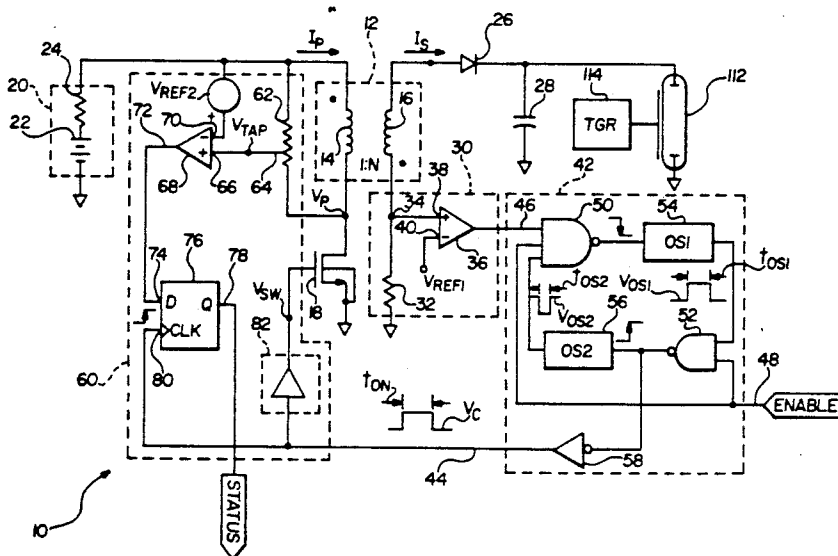 24
20
22
72
V_REF2
70
I_P
12
I_S
26
62
V_TAP
14
16
28
114
TGR
112
1:N
68
66
64
V_P
34
30
38
40
36
46
42
50
54
OS1
t_OS1
V_REF1
74
76
78
D Q
CLK
80
60
V_SW
18
32
82
t_OS2
V_OS2
V_OS1
56
OS2
52
48
ENABLE
t_ON
V_C
44
58
10
STATUS